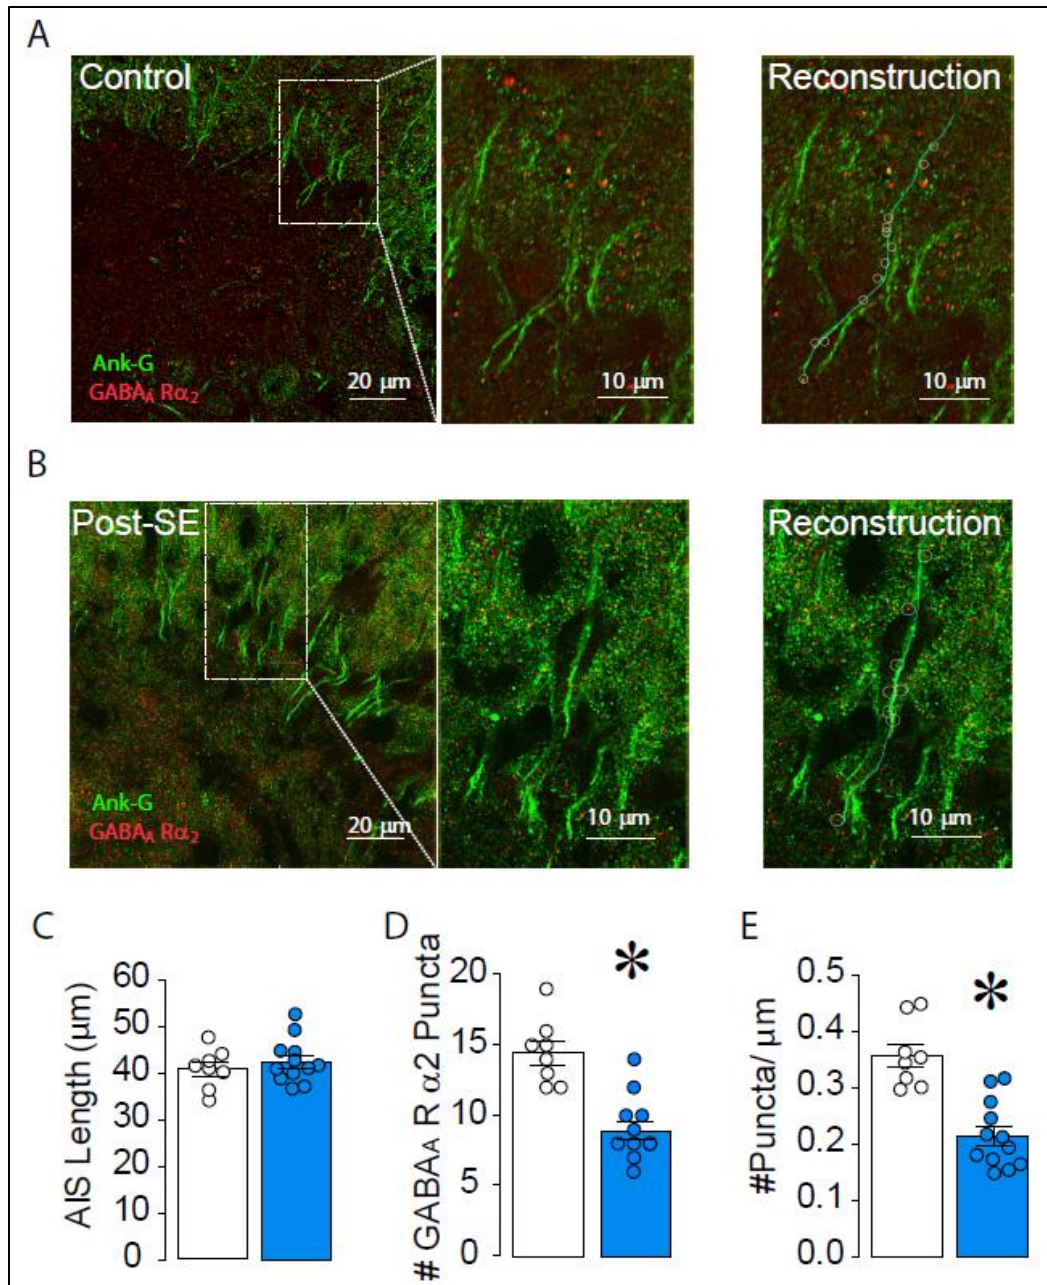 A
Control
Reconstruction
Ank-G
GABAA Rα2
20 µm
10 µm
10 µm
B
Post-SE
Reconstruction
Ank-G
GABAA Rα2
20 µm
10 µm
10 µm
C
AIS Length (µm)
60
50
40
30
20
10
0
D
# GABAA R α2 Puncta
20
15
10
5
0
*
E
#Puncta/ µm
0.5
0.4
0.3
0.2
0.1
0.0
*